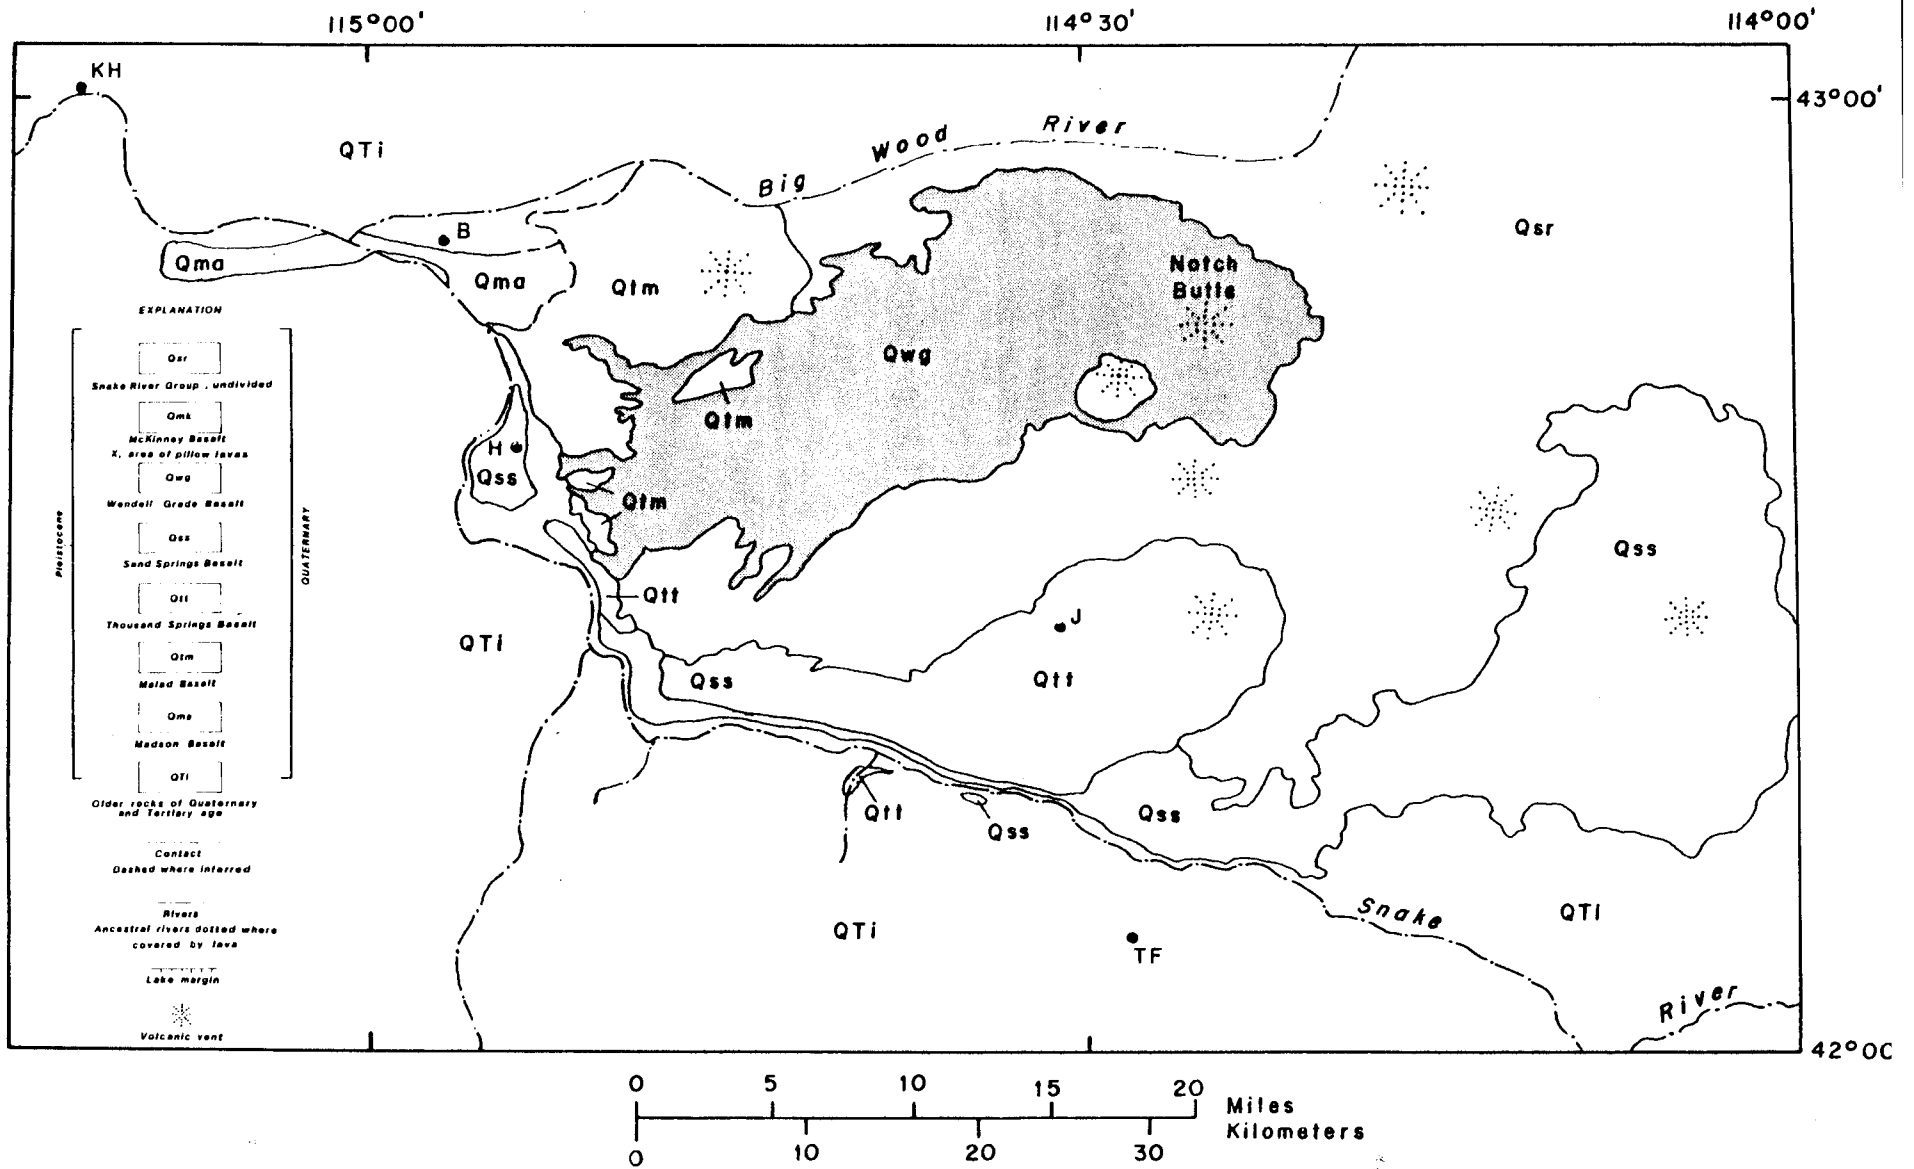 115°00'
114°30'
114°00'
KH
43°00'
QTi
Wood
River
Big
Qsr
B
Qma
Qma
Qtm
Notch
Butte
EXPLANATION
Qsr
Snake River Group, undivided
Qmk
McKinney Basalt
X, area of pillow lavas
Qwg
Wendell Grade Basalt
Qss
Sand Springs Basalt
Qtt
Thousand Springs Basalt
Qtm
Malad Basalt
Qma
Madson Basalt
QTi
Older rocks of Quaternary
and Tertiary age
Contact
Dashed where inferred
Rivers
Ancestral rivers dotted where
covered by lava
Lake margin
Volcanic vent
Pleistocene
QUATERNARY
Qwg
Qtm
H
Qss
Qtm
Qss
Qtt
J
QTi
Qss
Qtt
Qtt
Qss
Qss
QTi
TF
Snake
QTi
River
42°00
0 5 10 15 20
Miles
Kilometers
0 10 20 30